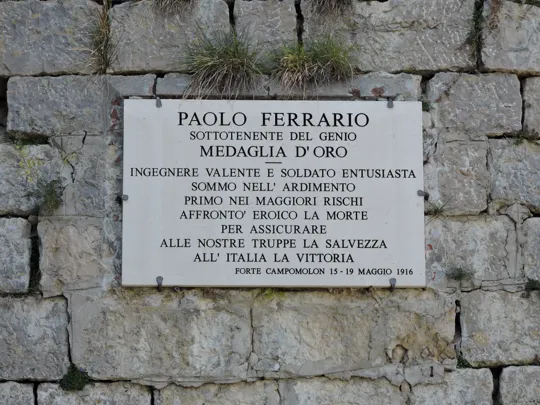 PAOLO FERRARIO
SOTTOTENENTE DEL GENIO
MEDAGLIA D'ORO
INGEGNERE VALENTE E SOLDATO ENTUSIASTA
SOMMO NELL'ARDIMENTO
PRIMO NEI MAGGIORI RISCHI
AFFRONTO' EROICO LA MORTE
PER ASSICURARE
ALLE NOSTRE TRUPPE LA SALVEZZA
ALL'ITALIA LA VITTORIA
FORTE CAMPOMOLON 15 - 19 MAGGIO 1916